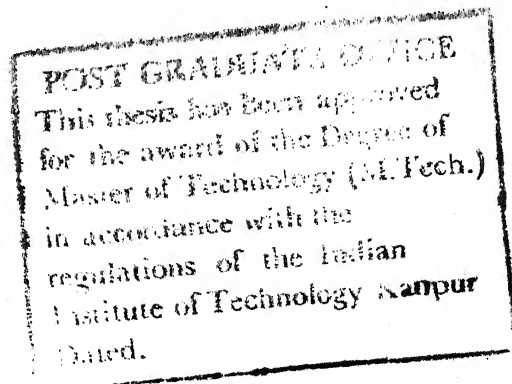 POST GRADUATE OFFICE
This thesis has been approved
for the award of the Degree of
Master of Technology (M.Tech.)
in accordance with the
regulations of the Indian
Institute of Technology Kanpur
Dated.